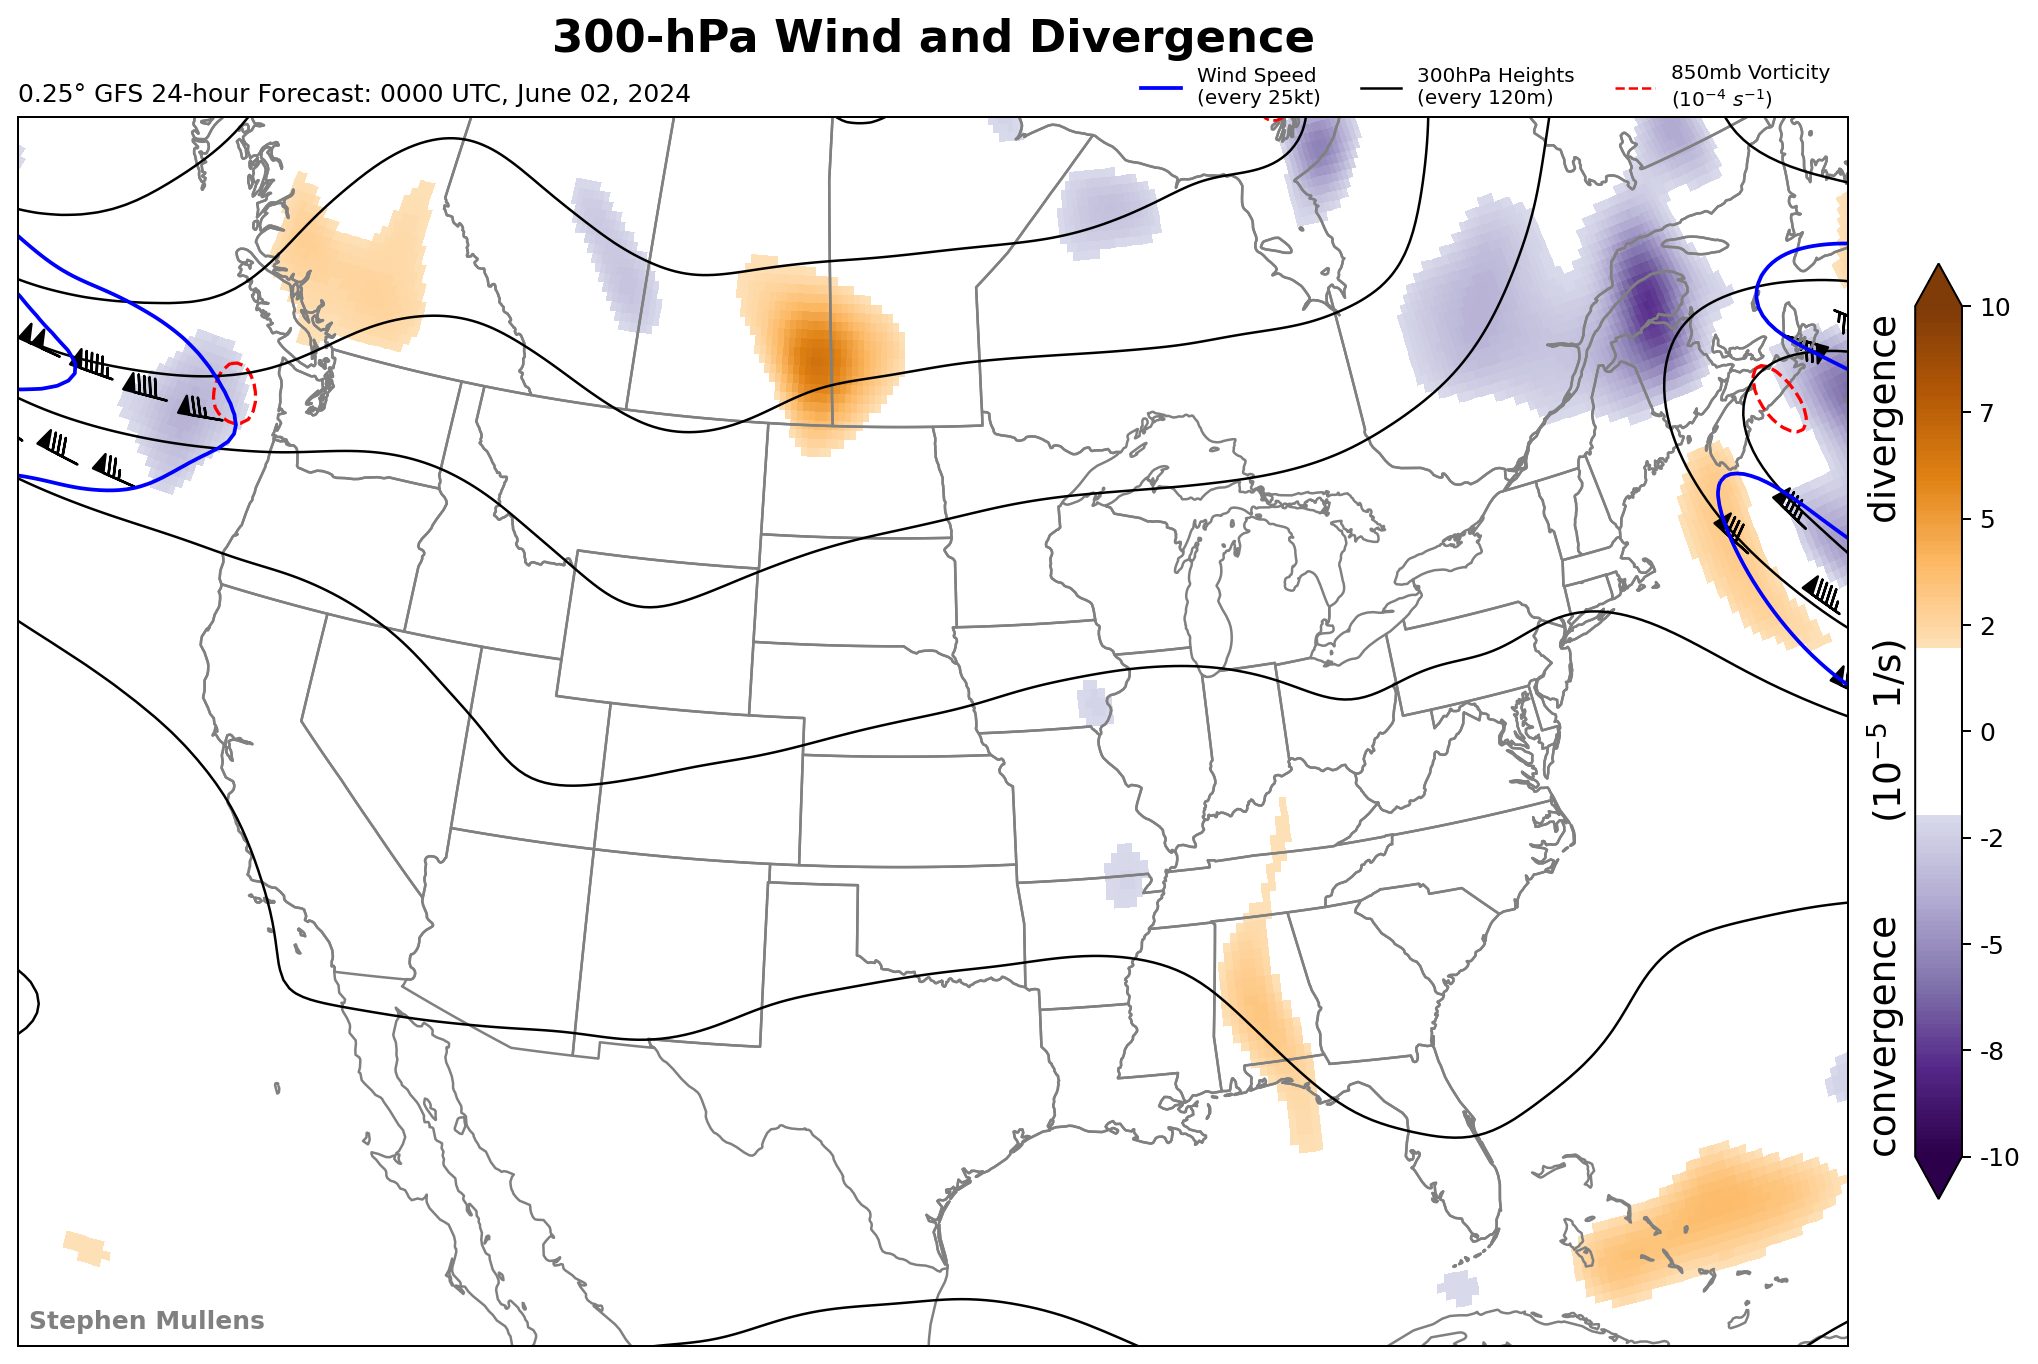 300-hPa Wind and Divergence
0.25° GFS 24-hour Forecast: 0000 UTC, June 02, 2024
Wind Speed
(every 25kt)
300hPa Heights
(every 120m)
850mb Vorticity
(10⁻⁴ s⁻¹)
convergence (10⁻⁵ 1/s) divergence
10
7
5
2
0
-2
-5
-8
-10
Stephen Mullens